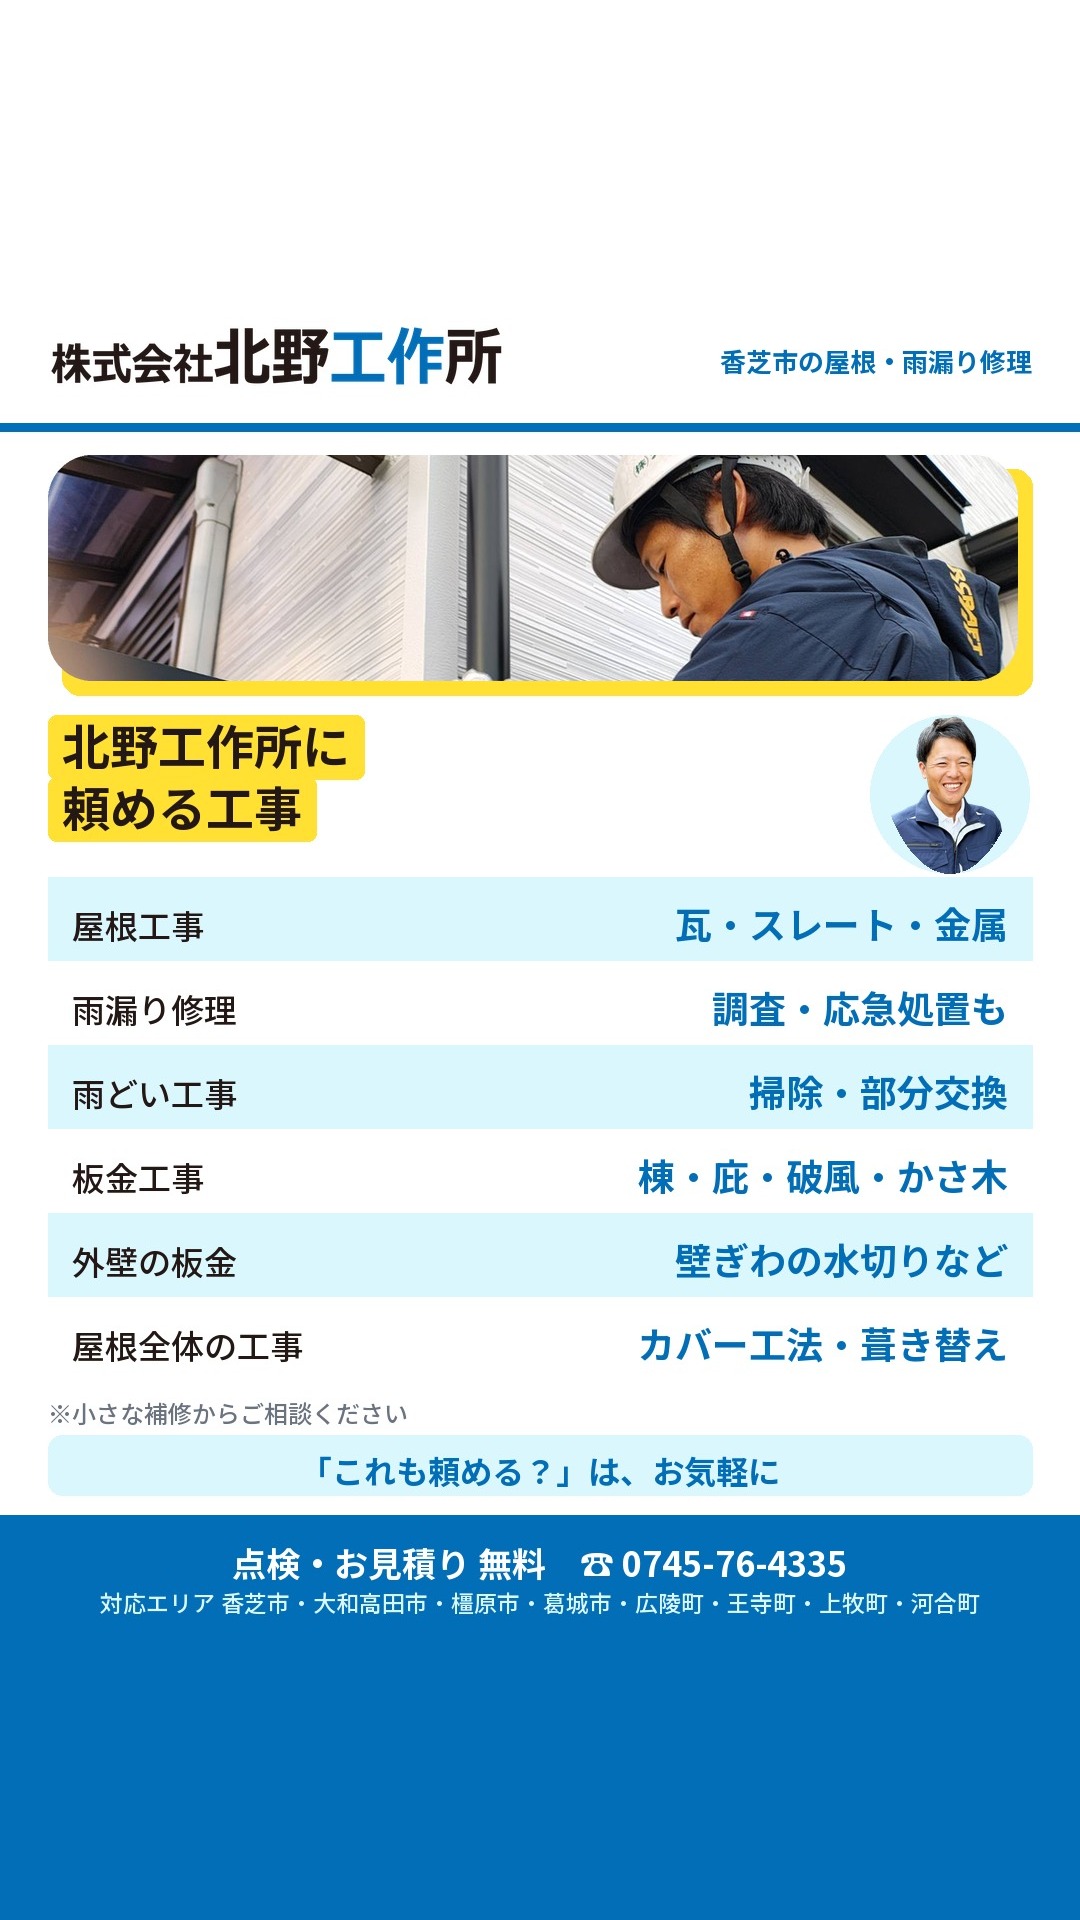 株式会社北野工作所
香芝市の屋根・雨漏り修理
北野工作所に
頼める工事
屋根工事 瓦・スレート・金属
雨漏り修理 調査・応急処置も
雨どい工事 掃除・部分交換
板金工事 棟・庇・破風・かさ木
外壁の板金 壁ぎわの水切りなど
屋根全体の工事 カバー工法・葺き替え
※小さな補修からご相談ください
「これも頼める？」は、お気軽に
点検・お見積り 無料 ☎ 0745-76-4335
対応エリア 香芝市・大和高田市・橿原市・葛城市・広陵町・王寺町・上牧町・河合町